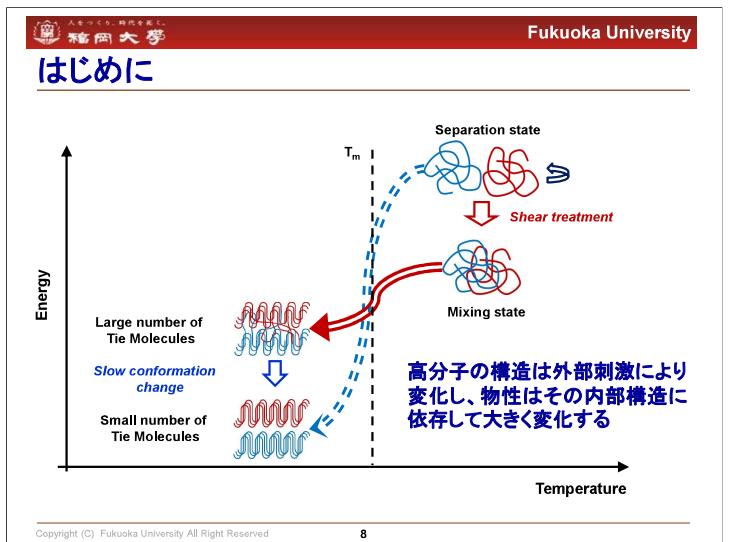 人をつくり、時代を拓く。
福岡大學
Fukuoka University
はじめに
Separation state
Tm
Shear treatment
Energy
Mixing state
Large number of
Tie Molecules
Slow conformation
change
Small number of
Tie Molecules
高分子の構造は外部刺激により
変化し、物性はその内部構造に
依存して大きく変化する
Temperature
Copyright (C) Fukuoka University All Right Reserved
8